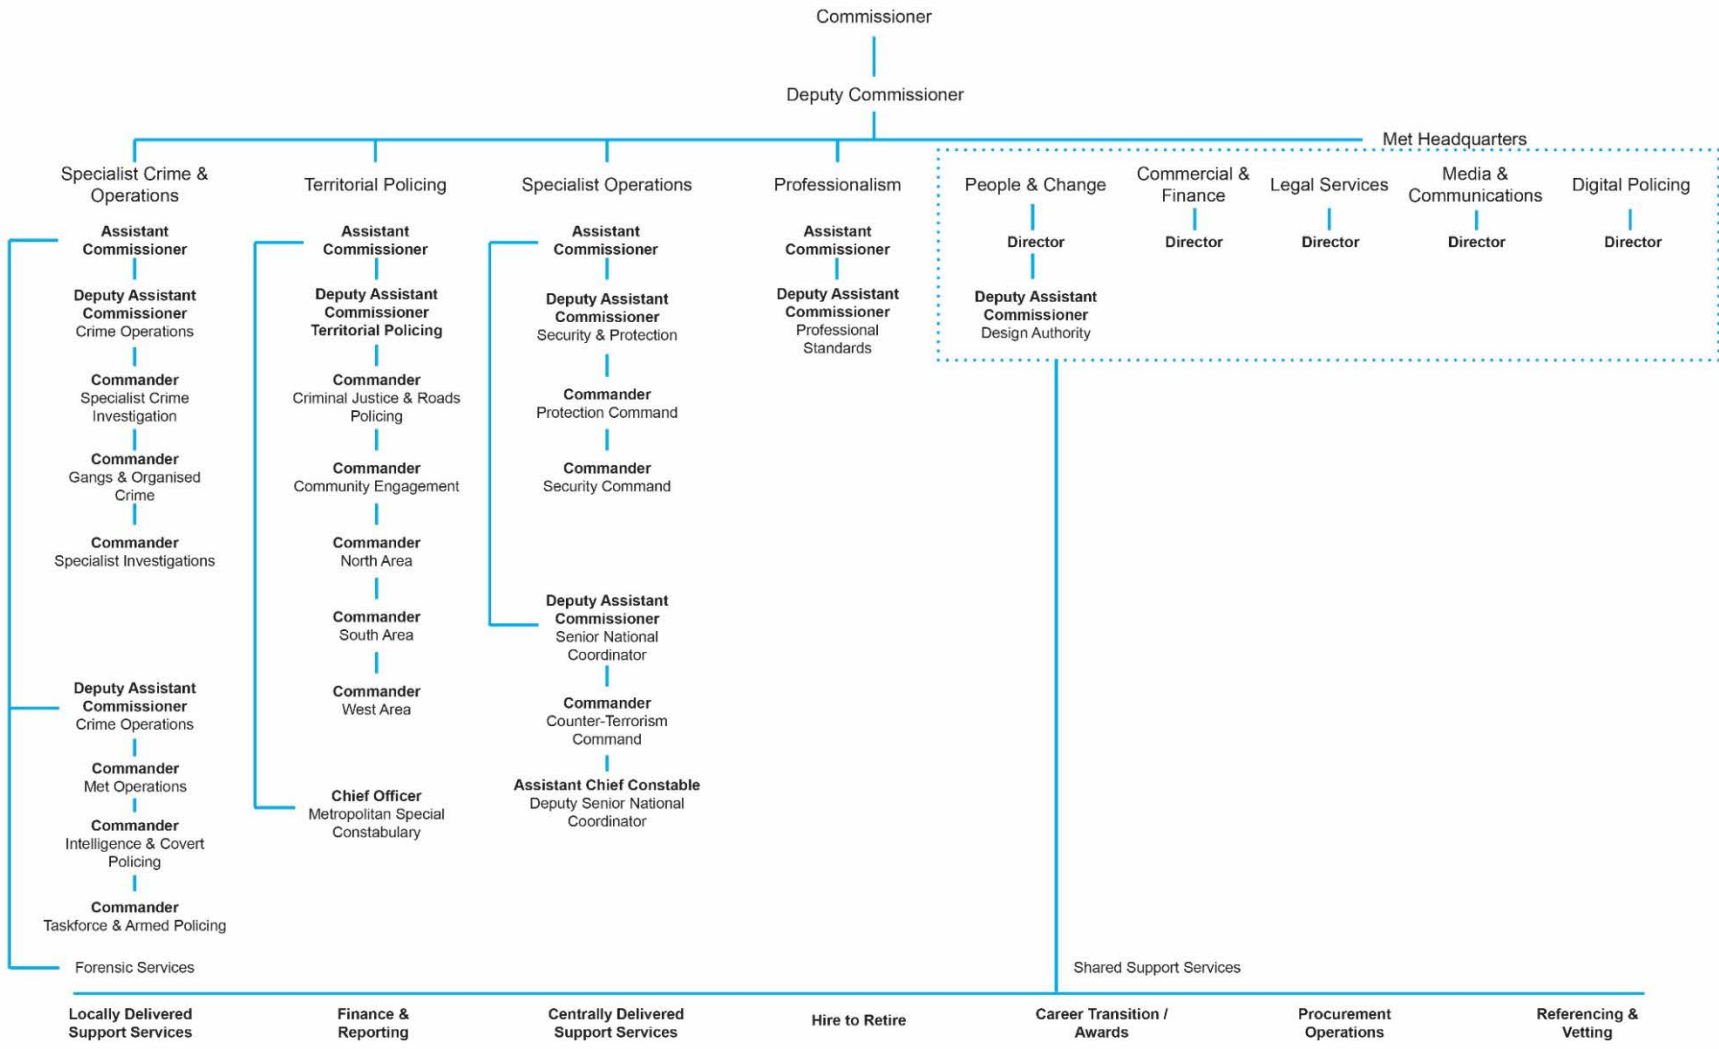 Commissioner
Deputy Commissioner
Met Headquarters
Specialist Crime &
Operations
Assistant
Commissioner
Deputy Assistant
Commissioner
Crime Operations
Commander
Specialist Crime
Investigation
Commander
Gangs & Organised
Crime
Commander
Specialist Investigations
Deputy Assistant
Commissioner
Crime Operations
Commander
Met Operations
Commander
Intelligence & Covert
Policing
Commander
Taskforce & Armed Policing
Forensic Services
Territorial Policing
Assistant
Commissioner
Deputy Assistant
Commissioner
Territorial Policing
Commander
Criminal Justice & Roads
Policing
Commander
Community Engagement
Commander
North Area
Commander
South Area
Commander
West Area
Chief Officer
Metropolitan Special
Constabulary
Specialist Operations
Assistant
Commissioner
Deputy Assistant
Commissioner
Security & Protection
Commander
Protection Command
Commander
Security Command
Deputy Assistant
Commissioner
Senior National
Coordinator
Commander
Counter-Terrorism
Command
Assistant Chief Constable
Deputy Senior National
Coordinator
Professionalism
Assistant
Commissioner
Deputy Assistant
Commissioner
Professional
Standards
People & Change
Director
Deputy Assistant
Commissioner
Design Authority
Commercial &
Finance
Director
Legal Services
Director
Media &
Communications
Director
Digital Policing
Director
Shared Support Services
Locally Delivered
Support Services
Finance &
Reporting
Centrally Delivered
Support Services
Hire to Retire
Career Transition /
Awards
Procurement
Operations
Referencing &
Vetting